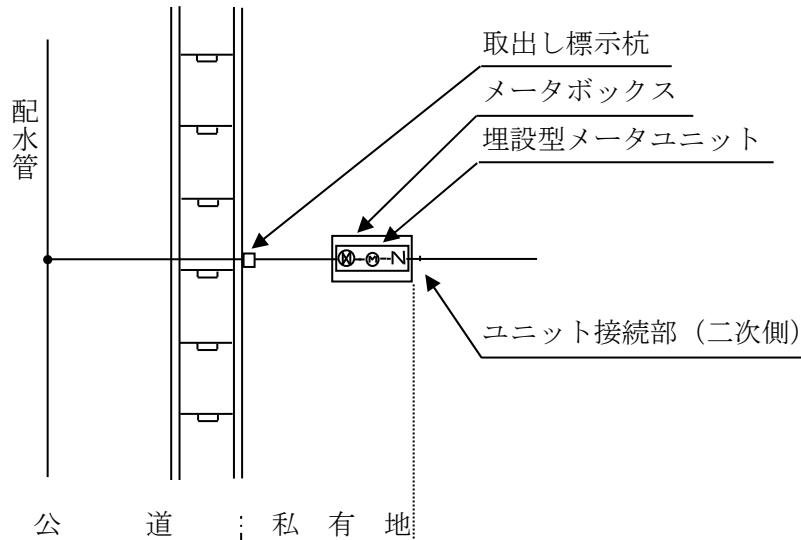 取出し標示杭
メータボックス
配水管
埋設型メータユニット
M
ユニット接続部（二次側）
公道
私有地